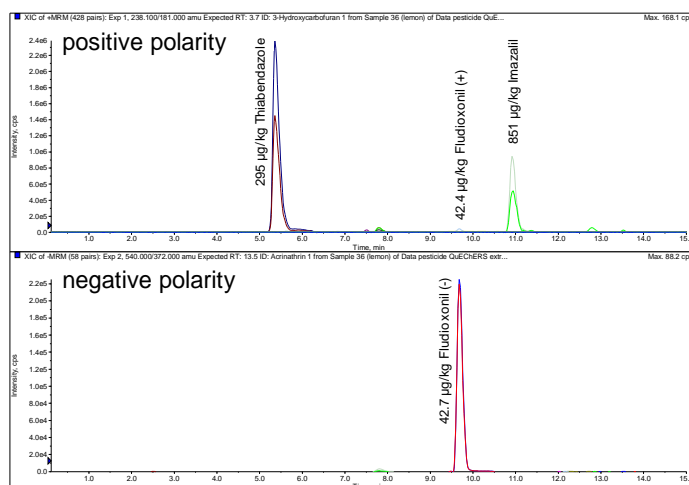 XIC of +MRM (428 pairs): Exp 1, 238.100/181.000 amu Expected RT: 3.7 ID: 3-Hydroxycarbofuran 1 from Sample 36 (lemon) of Data pesticide QuE...
Max. 168.1 cp
positive polarity
295 µg/kg Thiabendazole
42.4 µg/kg Fludioxonil (+)
851 µg/kg Imazalil
Intensity, cps
2.4e6
2.2e6
2.0e6
1.8e6
1.6e6
1.4e6
1.2e6
1.0e6
8.0e5
6.0e5
4.0e5
2.0e5
0.0
1.0 2.0 3.0 4.0 5.0 6.0 7.0 8.0 9.0 10.0 11.0 12.0 13.0 14.0 15.
Time, min
XIC of -MRM (58 pairs): Exp 2, 540.000/372.000 amu Expected RT: 13.5 ID: Acrinathrin 1 from Sample 36 (lemon) of Data pesticide QuEChERS extr...
Max. 88.2 cp
negative polarity
42.7 µg/kg Fludioxonil (-)
Intensity, cps
2.2e5
2.0e5
1.8e5
1.6e5
1.4e5
1.2e5
1.0e5
8.0e4
6.0e4
4.0e4
2.0e4
0.0
1.0 2.0 3.0 4.0 5.0 6.0 7.0 8.0 9.0 10.0 11.0 12.0 13.0 14.0 15.